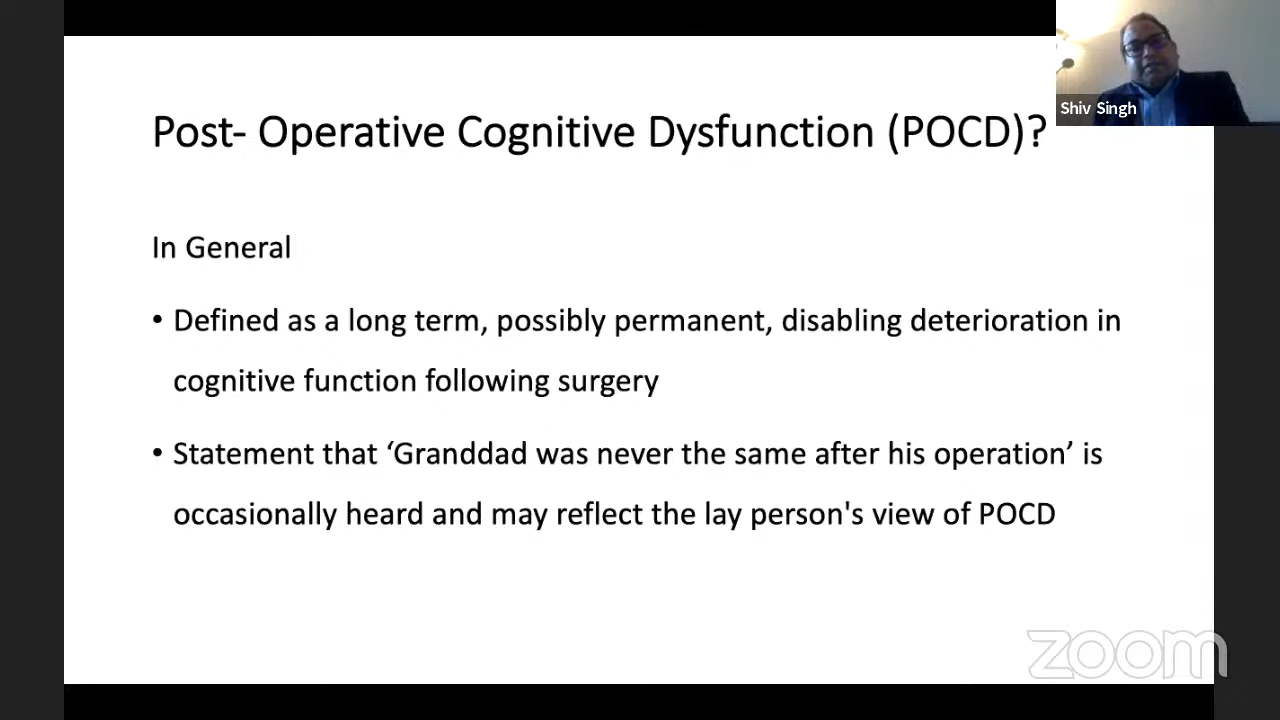 Post- Operative Cognitive Dysfunction (POCD)?
Shiv Singh
In General
• Defined as a long term, possibly permanent, disabling deterioration in
cognitive function following surgery
• Statement that ‘Granddad was never the same after his operation’ is
occasionally heard and may reflect the lay person's view of POCD
zoom